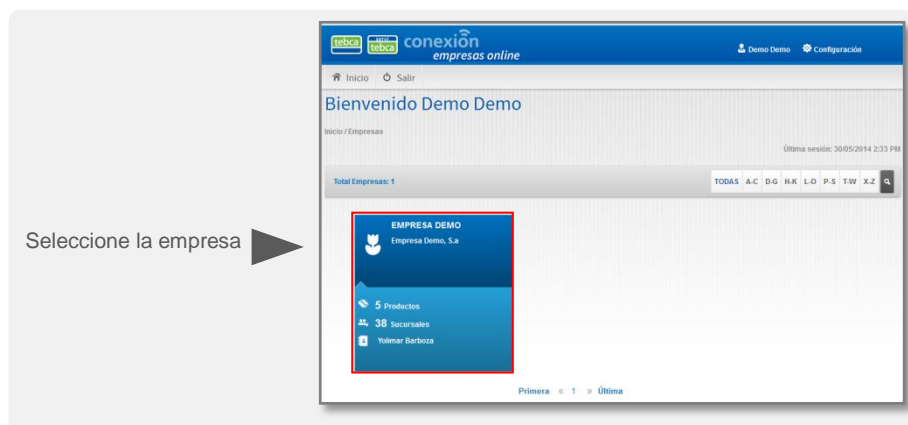 Seleccione la empresa
tebca
tebca
conexión
empresas online
Demo Demo
Configuración
Inicio
Salir
Bienvenido Demo Demo
Inicio / Empresas
Última sesión: 30/05/2014 2:33 PM
Total Empresas: 1
TODAS A-C D-G H-K L-O P-S T-W X-Z
EMPRESA DEMO
Empresa Demo, S.a
5 Productos
38 Sucursales
Yolimar Barboza
Primera « 1 » Última